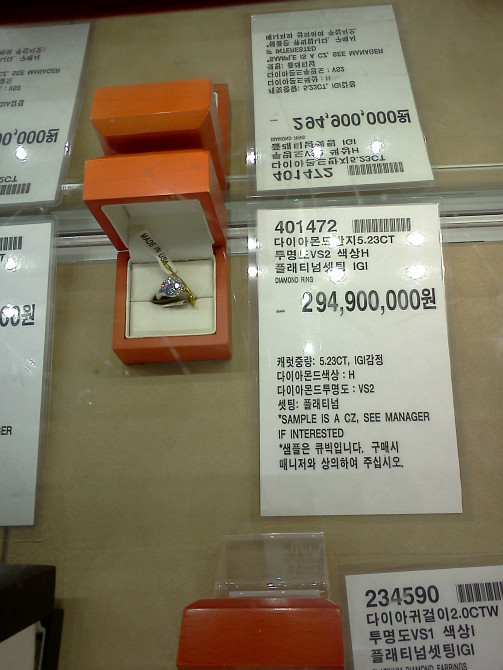 401472
다이아몬드반지5.23CT
투명도VS2 색상H
플래티넘셋팅 IGI
DIAMOND RING
294,900,000원
캐럿중량: 5.23CT, IGI감정
다이아몬드색상 : H
다이아몬드투명도 : VS2
셋팅: 플래티넘
*SAMPLE IS A CZ, SEE MANAGER
IF INTERESTED
*샘플은 큐빅입니다. 구매시
매니저와 상의하여 주십시오.
MADE IN
234590
다이아귀걸이2.0CTW
투명도VS1 색상I
플래티넘셋팅IGI
PLATINUM DIAMOND EARRINGS